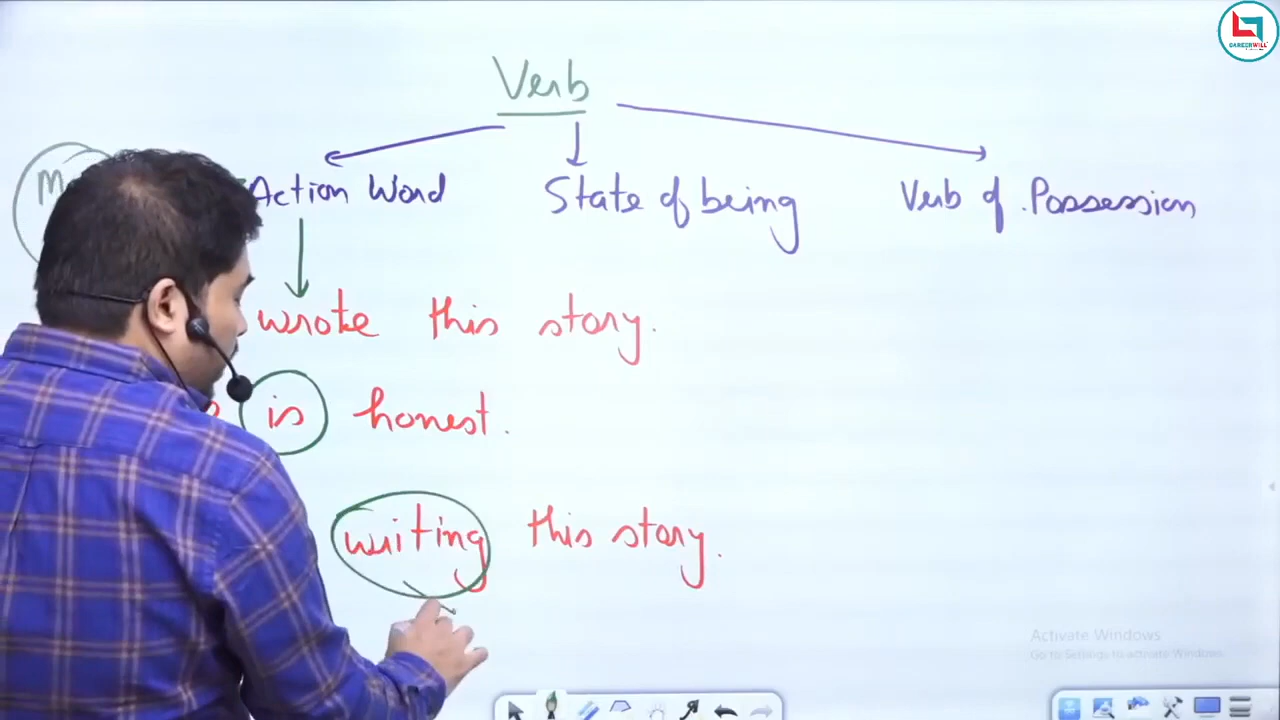 CAREERWILL
Verb
Action Word State of being Verb of Possession
wrote this story.
is honest.
writing this story.
Activate Windows
Go to Settings to activate Windows.